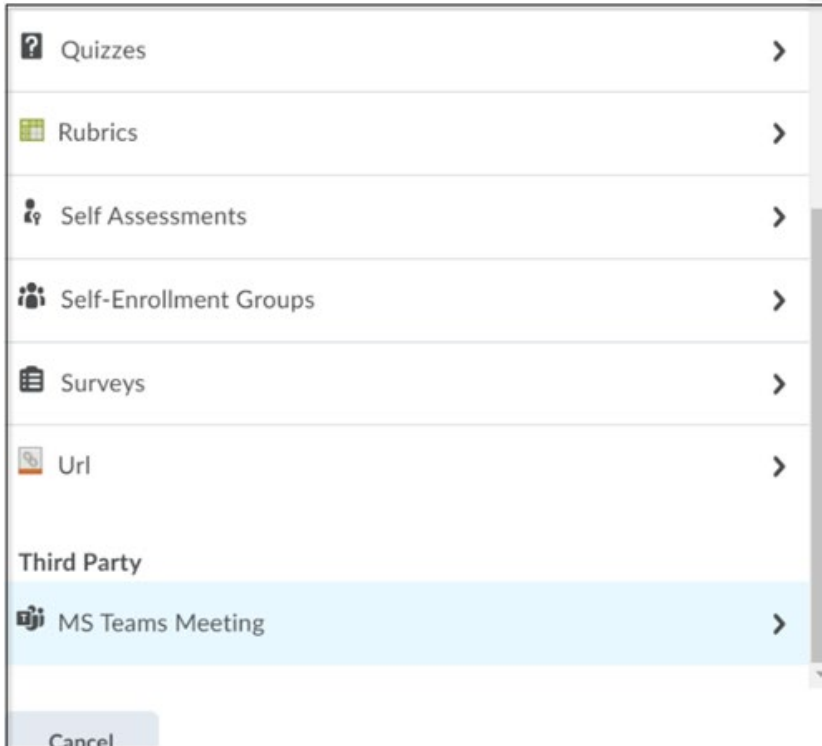 Quizzes
Rubrics
Self Assessments
Self-Enrollment Groups
Surveys
Url
Third Party
MS Teams Meeting
Cancel